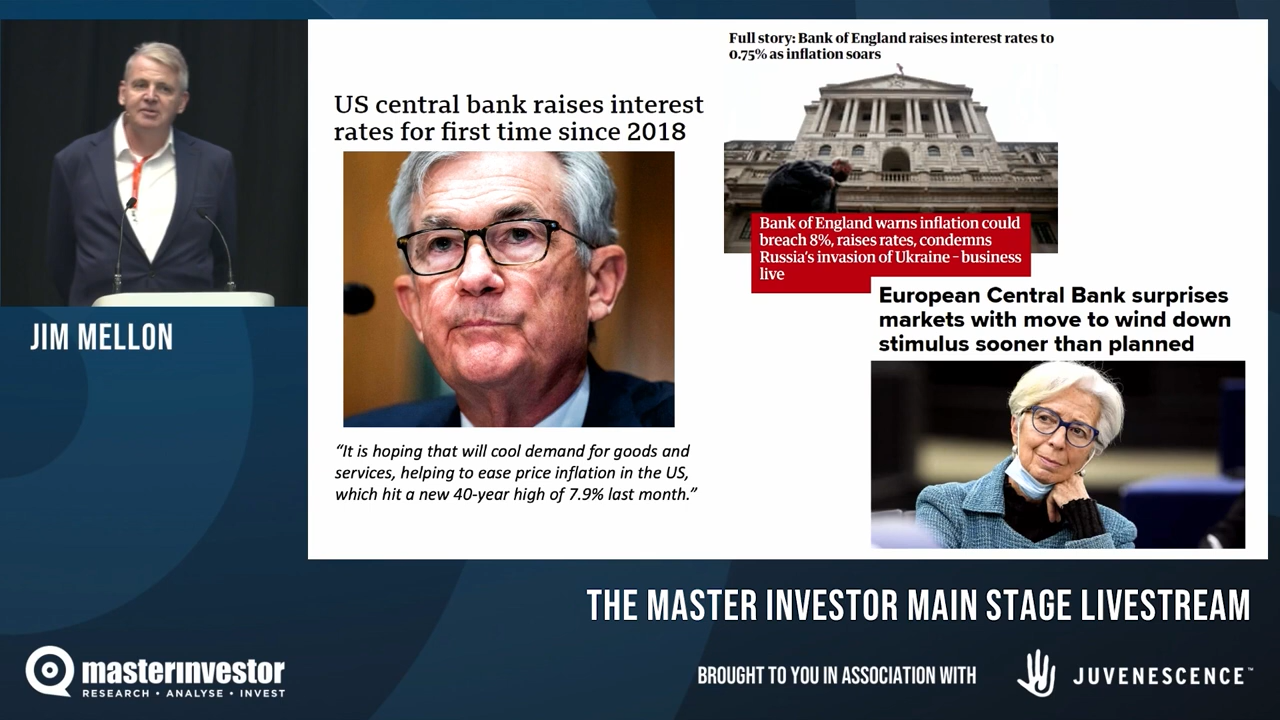 JIM MELLON
US central bank raises interest
rates for first time since 2018
“It is hoping that will cool demand for goods and
services, helping to ease price inflation in the US,
which hit a new 40-year high of 7.9% last month.”
Full story: Bank of England raises interest rates to
0.75% as inflation soars
Bank of England warns inflation could
breach 8%, raises rates, condemns
Russia's invasion of Ukraine – business
live
European Central Bank surprises
markets with move to wind down
stimulus sooner than planned
THE MASTER INVESTOR MAIN STAGE LIVESTREAM
masterinvestor
RESEARCH • ANALYSE • INVEST
BROUGHT TO YOU IN ASSOCIATION WITH
JUVENESCENCE™